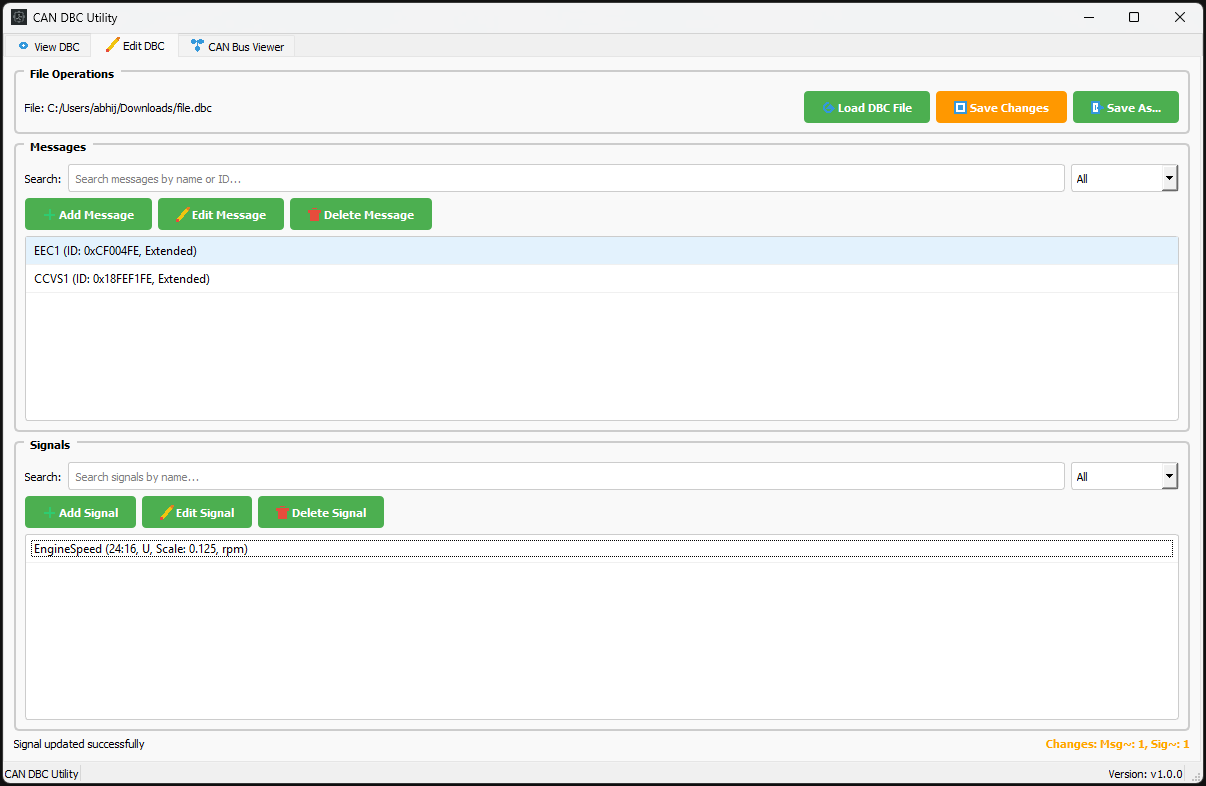 CAN DBC Utility
View DBC Edit DBC CAN Bus Viewer
File Operations
File: C:/Users/abhij/Downloads/file.dbc Load DBC File Save Changes Save As...
Messages
Search: Search messages by name or ID... All
Add Message Edit Message Delete Message
EEC1 (ID: 0xCF004FE, Extended)
CCVS1 (ID: 0x18FEF1FE, Extended)
Signals
Search: Search signals by name... All
Add Signal Edit Signal Delete Signal
EngineSpeed (24:16, U, Scale: 0.125, rpm)
Signal updated successfully Changes: Msg~: 1, Sig~: 1
CAN DBC Utility Version: v1.0.0